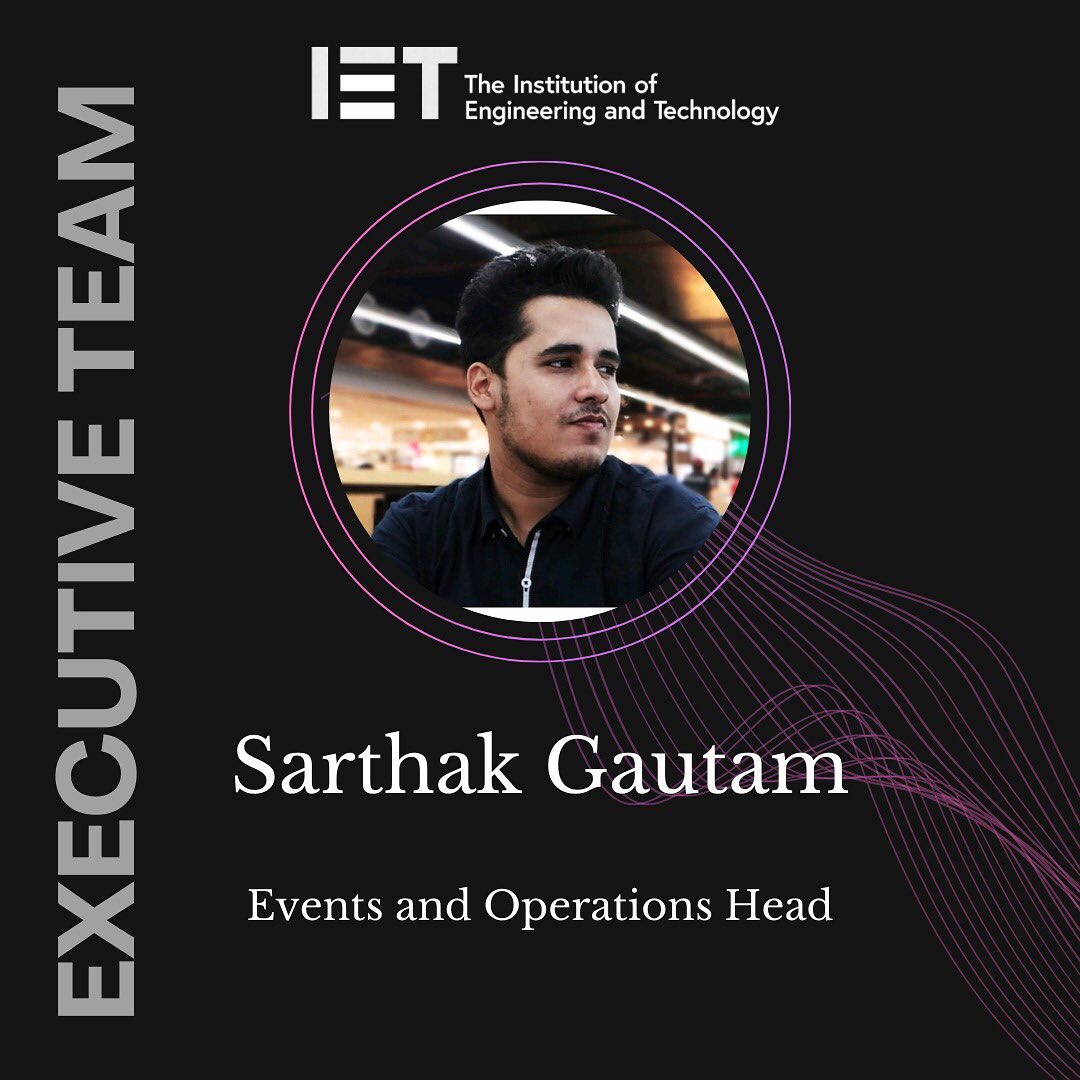 IET
The Institution of
Engineering and Technology
EXECUTIVE TEAM
Sarthak Gautam
Events and Operations Head